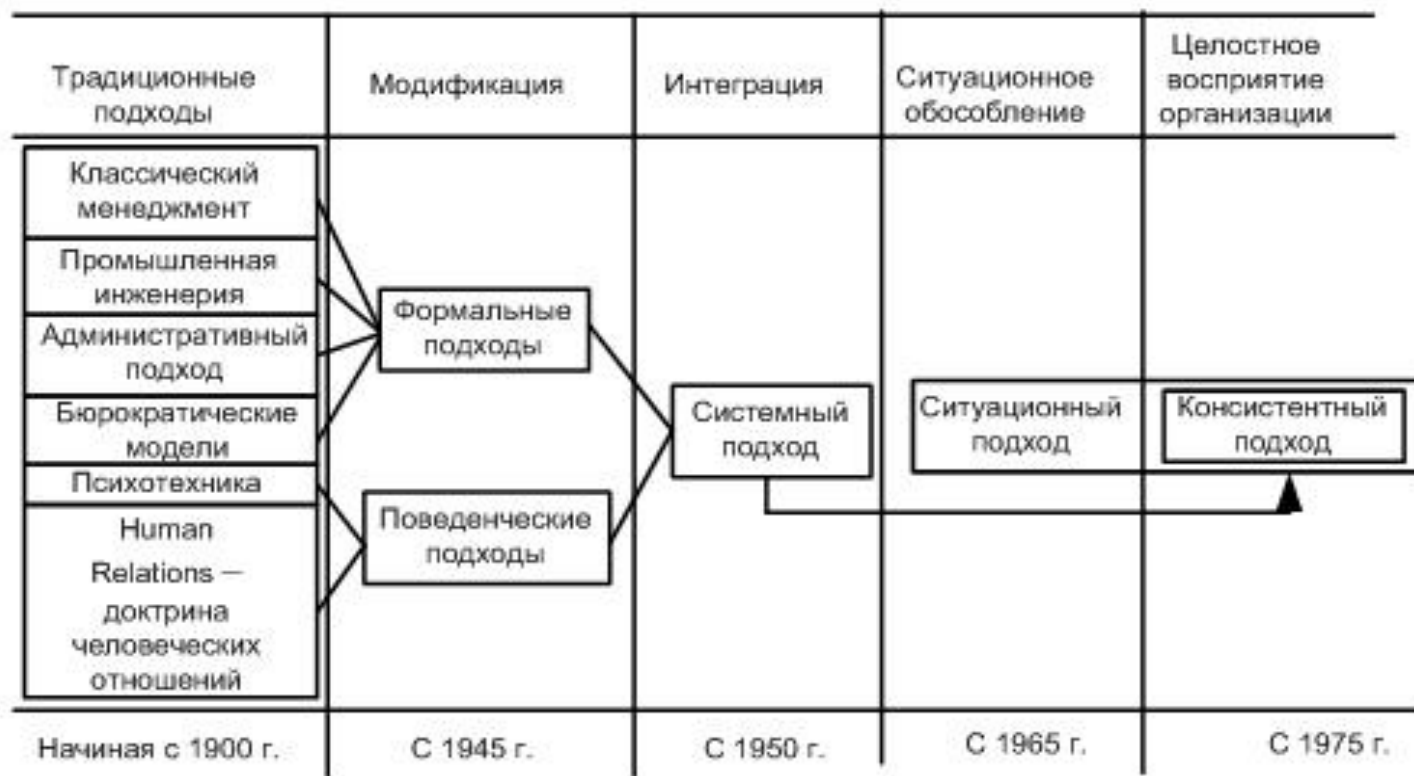 Традиционные
подходы
Модификация
Интеграция
Ситуационное
обособление
Целостное
восприятие
организации
Классический
менеджмент
Промышленная
инженерия
Административный
подход
Бюрократические
модели
Психотехника
Human
Relations —
доктрина
человеческих
отношений
Формальные
подходы
Поведенческие
подходы
Системный
подход
Ситуационный
подход
Консистентный
подход
Начиная с 1900 г.
С 1945 г.
С 1950 г.
С 1965 г.
С 1975 г.